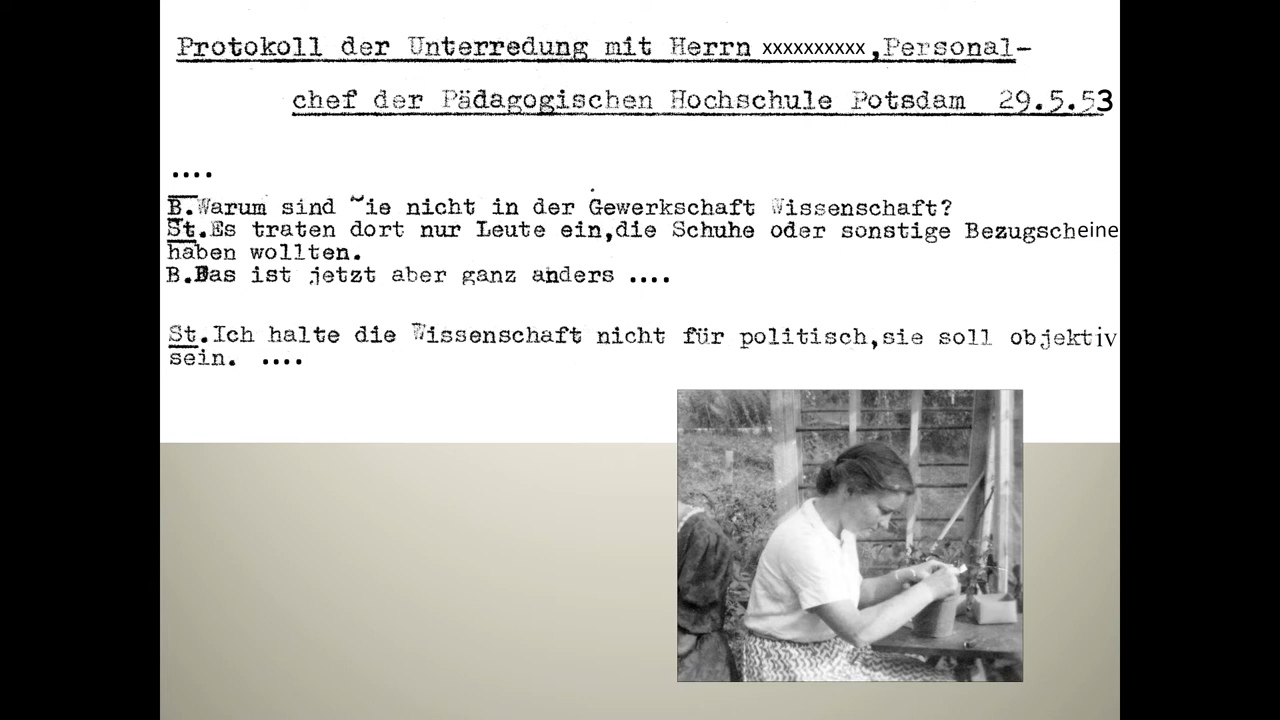 Protokoll der Unterredung mit Herrn xxxxxxxxxx ,Personal-
chef der Pädagogischen Hochschule Potsdam 29.5.53
....
B.Warum sind ~ie nicht in der Gewerkschaft Wissenschaft?
St.Es traten dort nur Leute ein,die Schuhe oder sonstige Bezugscheine
haben wollten.
B.Das ist jetzt aber ganz anders ....
St.Ich halte die Wissenschaft nicht für politisch,sie soll objektiv
sein. ....